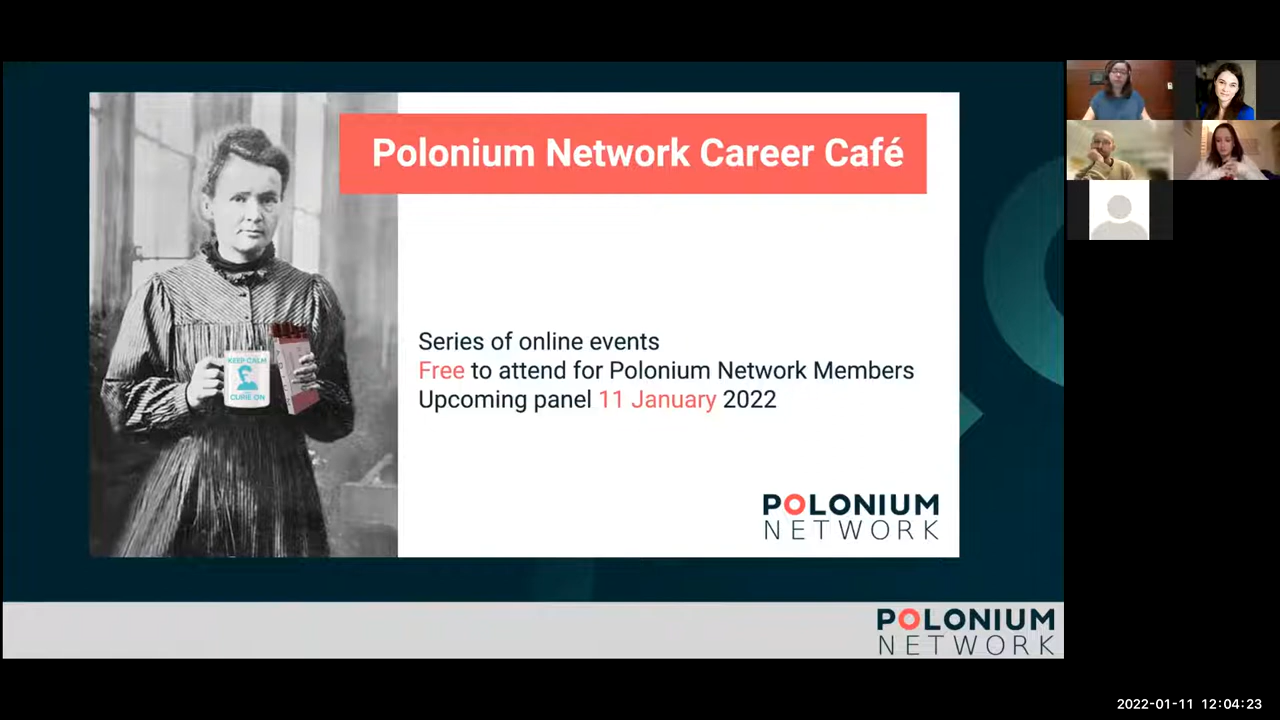 Polonium Network Career Café
KEEP CALM
CURIE ON
Series of online events
Free to attend for Polonium Network Members
Upcoming panel 11 January 2022
POLONIUM
NETWORK
POLONIUM
NETWORK
2022-01-11 12:04:23